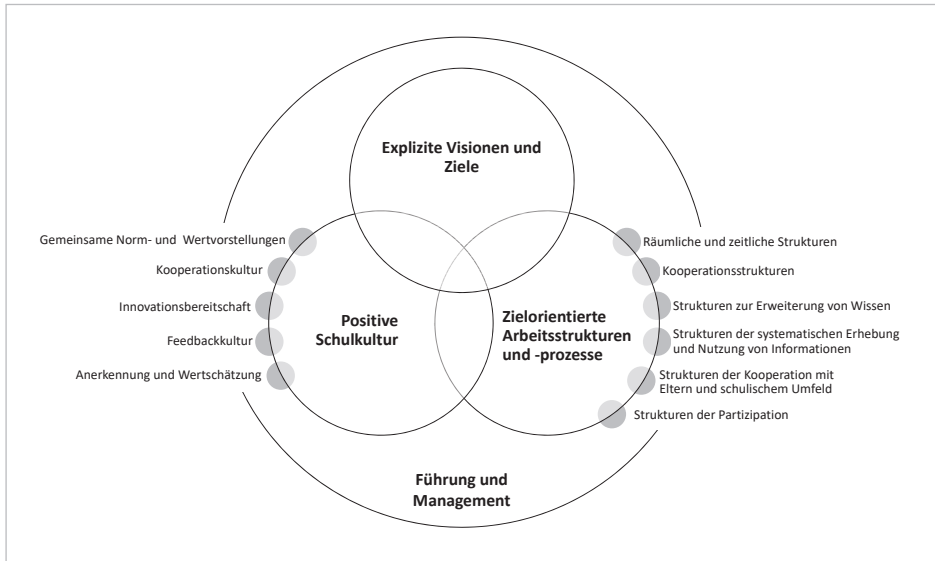 Explizite Visionen und
Ziele
Gemeinsame Norm- und Wertvorstellungen
Kooperationskultur
Innovationsbereitschaft
Feedbackkultur
Anerkennung und Wertschätzung
Positive
Schulkultur
Zielorientierte
Arbeitsstrukturen
und -prozesse
Räumliche und zeitliche Strukturen
Kooperationsstrukturen
Strukturen zur Erweiterung von Wissen
Strukturen der systematischen Erhebung
und Nutzung von Informationen
Strukturen der Kooperation mit
Eltern und schulischem Umfeld
Strukturen der Partizipation
Führung und
Management